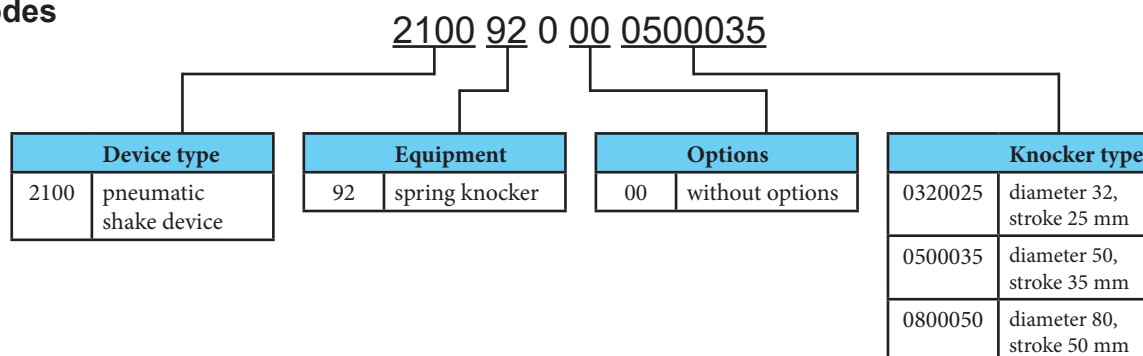 2100 92 0 00 0500035
Device type
2100 pneumatic
shake device
Equipment
92 spring knocker
Options
00 without options
Knocker type
0320025 diameter 32,
stroke 25 mm
0500035 diameter 50,
stroke 35 mm
0800050 diameter 80,
stroke 50 mm